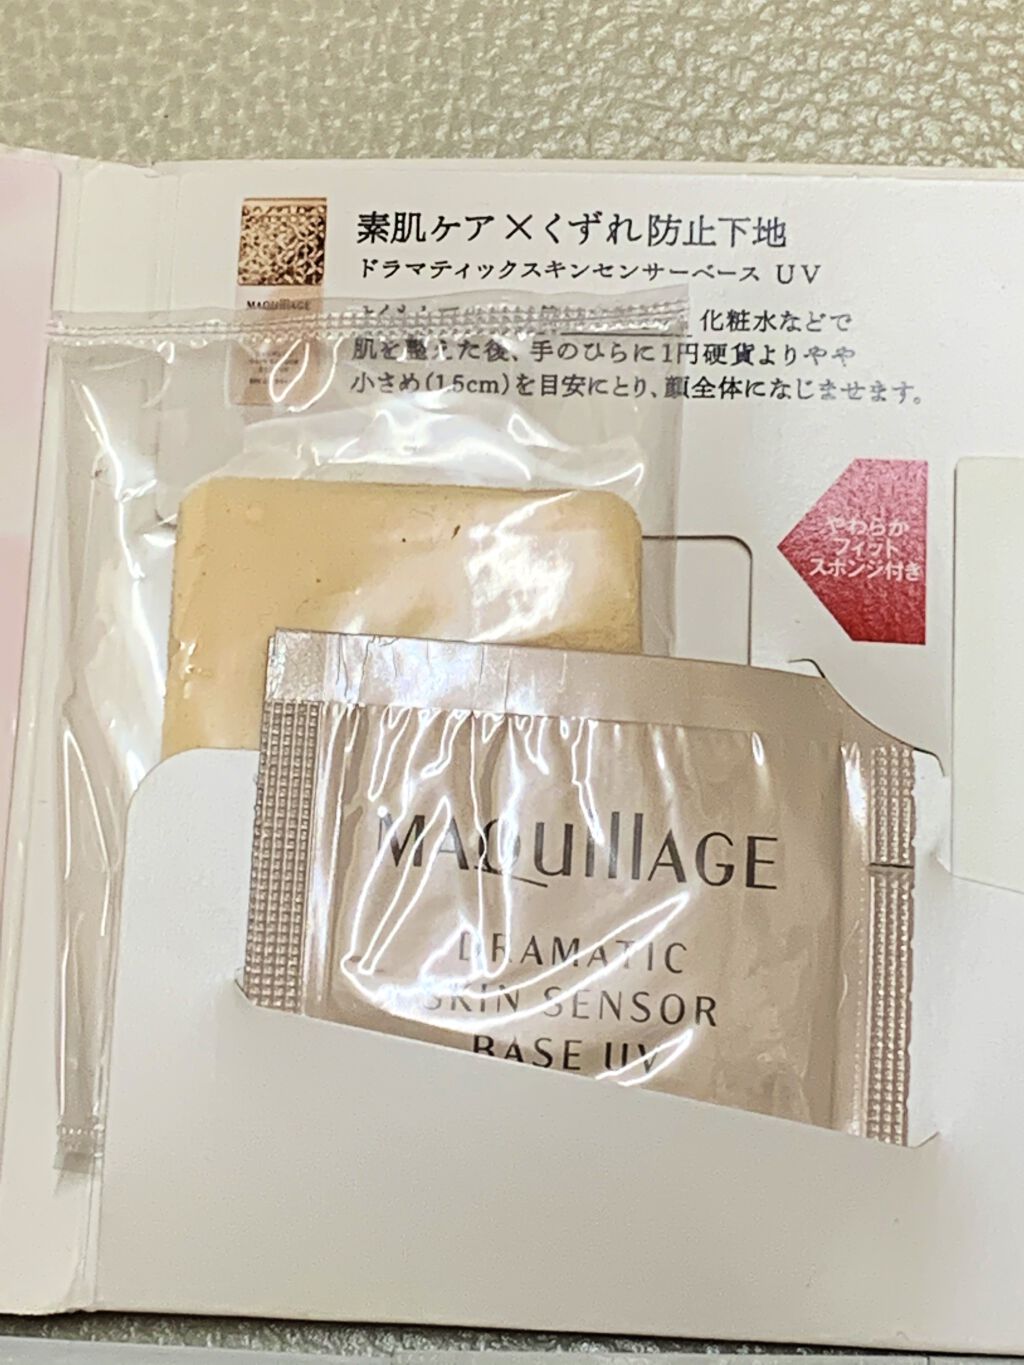 素肌ケア×くずれ防止下地
ドラマティックスキンセンサーベース UV
MAQUillAGE
化粧水などで
肌を整えた後、手のひらに1円硬貨よりやや
小さめ(1.5cm)を目安にとり、顔全体になじませます。
やわらか
フィット
スポンジ付き
MAQUillAGE
DRAMATIC
SKIN SENSOR
BASE UV